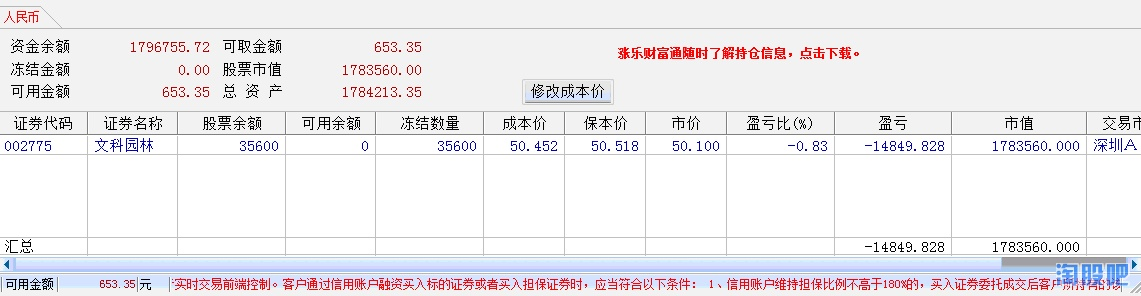 人民币
资金余额 1796755.72 可取金额 653.35
涨乐财富通随时了解持仓信息，点击下载。
冻结金额 0.00 股票市值 1783560.00
可用金额 653.35 总 资 产 1784213.35
修改成本价
证券代码 证券名称 股票余额 可用余额 冻结数量 成本价 保本价 市价 盈亏比(%) 盈亏 市值 交易市
002775 文科园林 35600 0 35600 50.452 50.518 50.100 -0.83 -14849.828 1783560.000 深圳A
汇总 -14849.828 1783560.000
可用金额 653.35 元 实时交易前端控制。客户通过信用账户融资买入标的证券或者买入担保证券时，应当符合以下条件： 1、信用账户维持担保比例不高于180%的，买入证券委托成交后客户
淘股吧